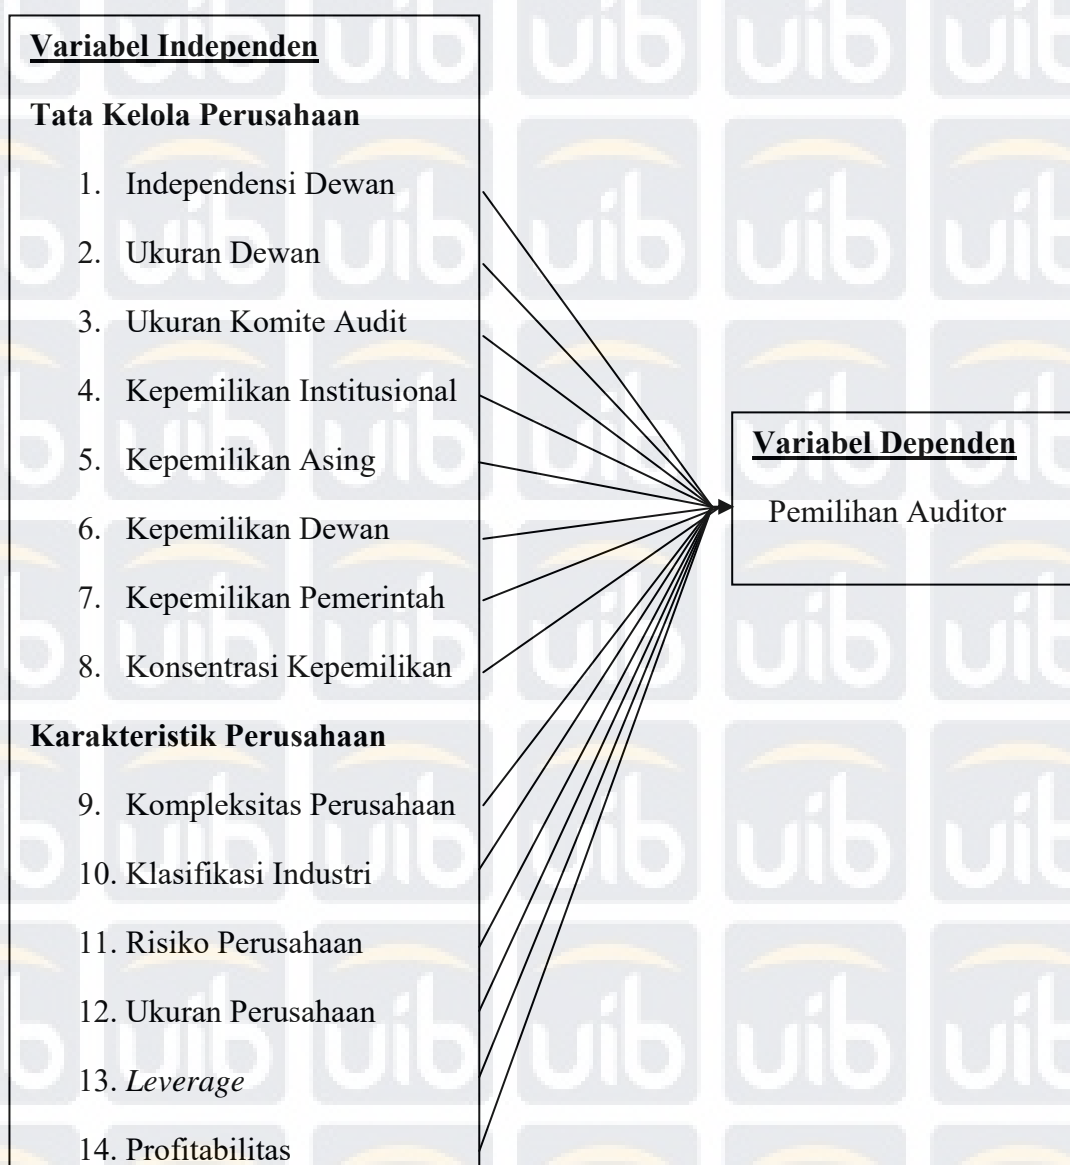 Variabel Independen
Tata Kelola Perusahaan
1. Independensi Dewan
2. Ukuran Dewan
3. Ukuran Komite Audit
4. Kepemilikan Institusional
5. Kepemilikan Asing
6. Kepemilikan Dewan
7. Kepemilikan Pemerintah
8. Konsentrasi Kepemilikan
Karakteristik Perusahaan
9. Kompleksitas Perusahaan
10. Klasifikasi Industri
11. Risiko Perusahaan
12. Ukuran Perusahaan
13. Leverage
14. Profitabilitas
Variabel Dependen
Pemilihan Auditor
uib